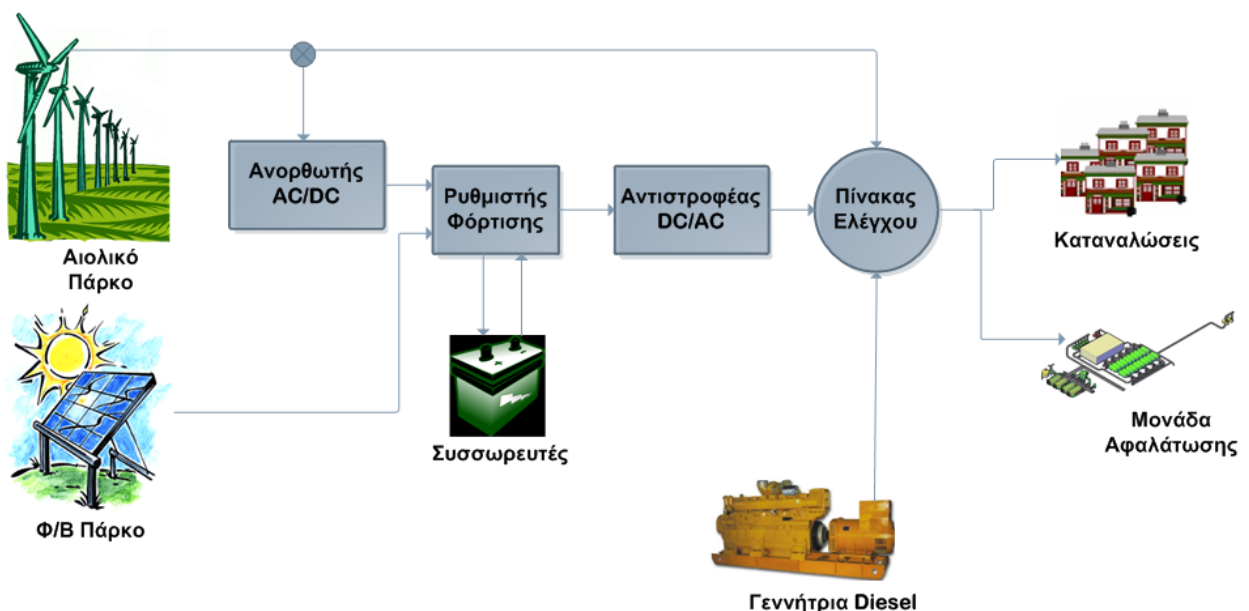 Ανορθωτής
AC/DC
Ρυθμιστής
Φόρτισης
Αντιστροφέας
DC/AC
Πίνακας
Ελέγχου
Καταναλώσεις
Αιολικό
Πάρκο
Συσσωρευτές
Μονάδα
Αφαλάτωσης
Φ/Β Πάρκο
Γεννήτρια Diesel